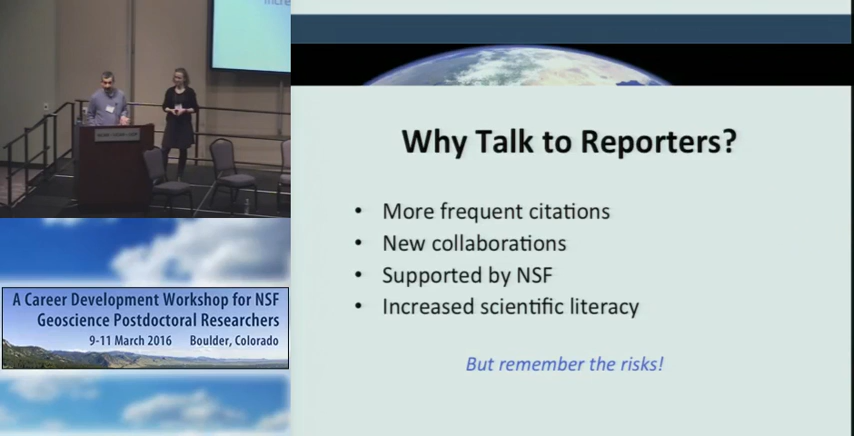 A Career Development Workshop for NSF
Geoscience Postdoctoral Researchers
9-11 March 2016 Boulder, Colorado
Why Talk to Reporters?
• More frequent citations
• New collaborations
• Supported by NSF
• Increased scientific literacy
But remember the risks!